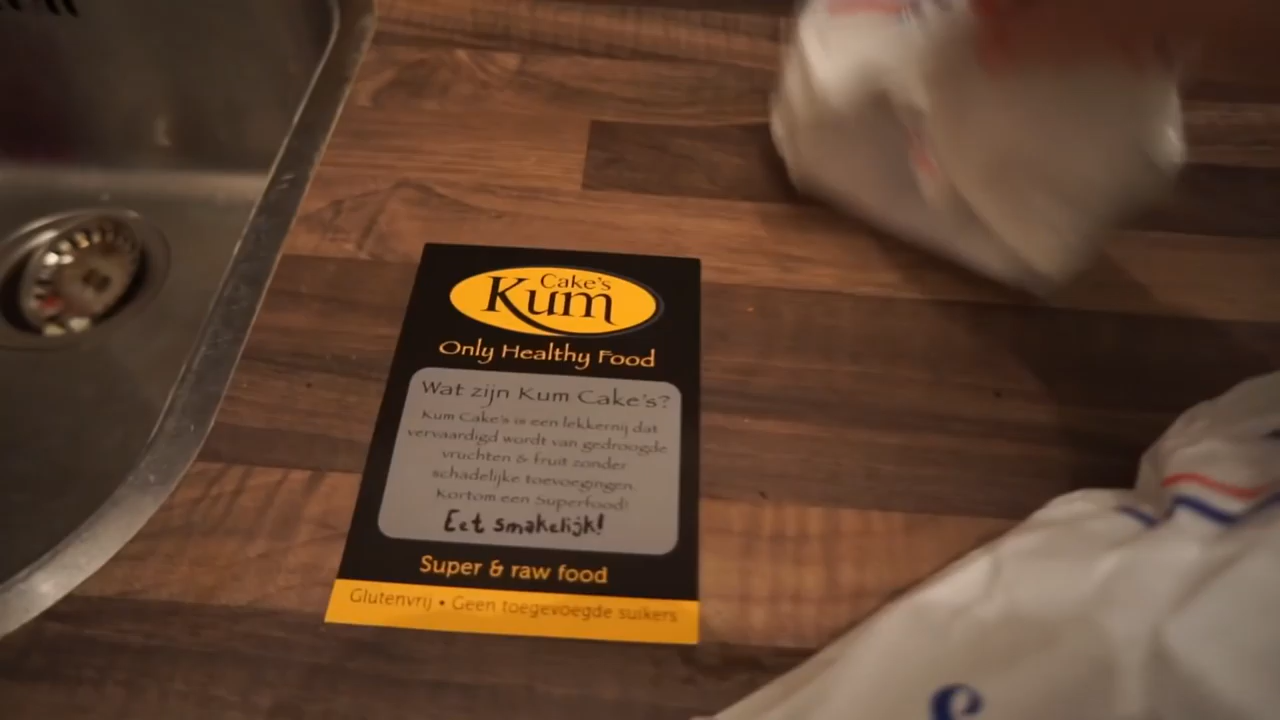 Cake's
Kum
Only Healthy Food
Wat zijn Kum Cake's?
Kum Cake's is een lekkernij dat
vervaardigd wordt van gedroogde
vruchten & fruit zonder
schadelijke toevoegingen.
Kortom een Superfood!
Eet smakelijk!
Super & raw food
Glutenvrij • Geen toegevoegde suikers